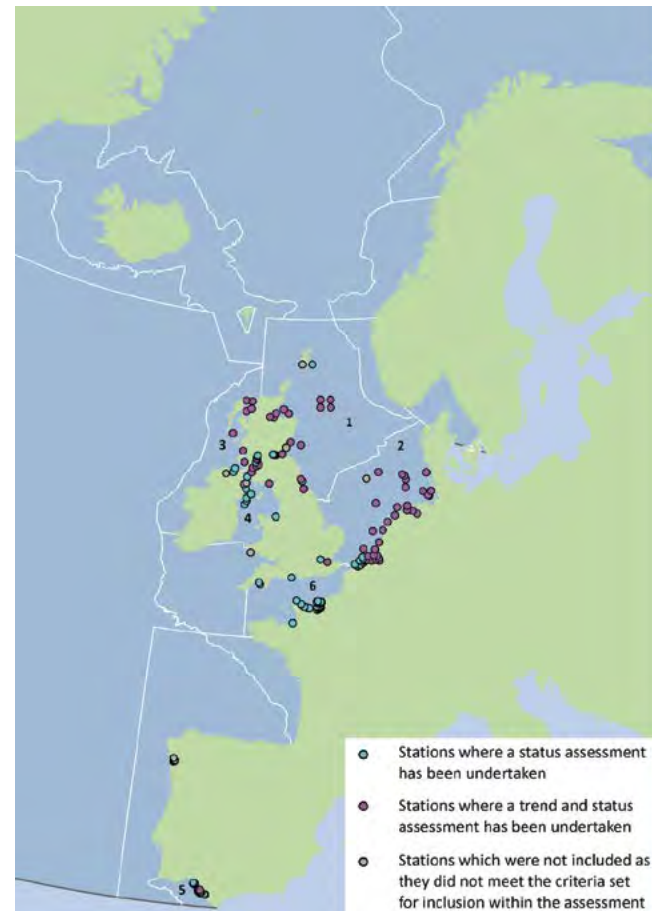 1
2
3
4
6
5
Stations where a status assessment
has been undertaken
Stations where a trend and status
assessment has been undertaken
Stations which were not included as
they did not meet the criteria set
for inclusion within the assessment